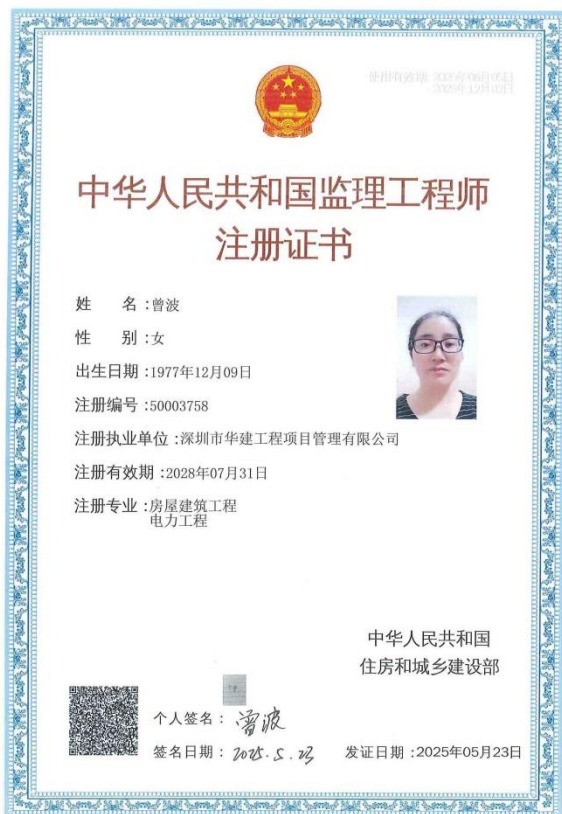 中华人民共和国监理工程师
注册证书
姓 名:曾波
性 别:女
出生日期:1977年12月09日
注册编号:50003758
注册执业单位:深圳市华建工程项目管理有限公司
注册有效期:2028年07月31日
注册专业:房屋建筑工程
电力工程
中华人民共和国
住房和城乡建设部
个人签名:曾波
签名日期:2025.5.23
发证日期:2025年05月23日